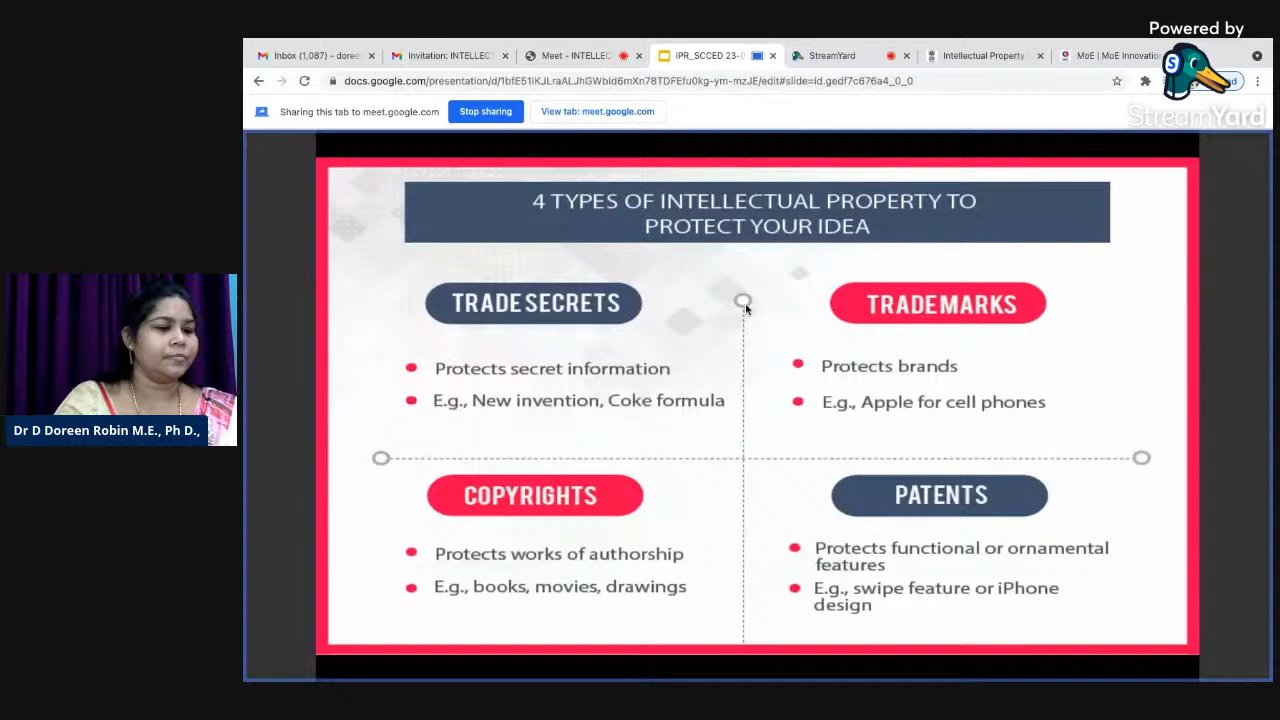 Powered by
StreamYard
Inbox (1,087) - doree
Invitation: INTELLECT
Meet - INTELLEC
iPR_SCCED 23-0
StreamYard
Intellectual Property
MoE | MoE Innovation
docs.google.com/presentation/d/1bfE51lKJLraALJhGWbId6mXn78TDFEfu0kg-ym-mzJE/edit#slide=id.gedf7c676a4_0_0
Sharing this tab to meet.google.com
Stop sharing
View tab: meet.google.com
4 TYPES OF INTELLECTUAL PROPERTY TO
PROTECT YOUR IDEA
TRADE SECRETS
Protects secret information
E.g., New invention, Coke formula
TRADEMARKS
Protects brands
E.g., Apple for cell phones
COPYRIGHTS
Protects works of authorship
E.g., books, movies, drawings
PATENTS
Protects functional or ornamental
features
E.g., swipe feature or iPhone
design
Dr D Doreen Robin M.E., Ph D.,